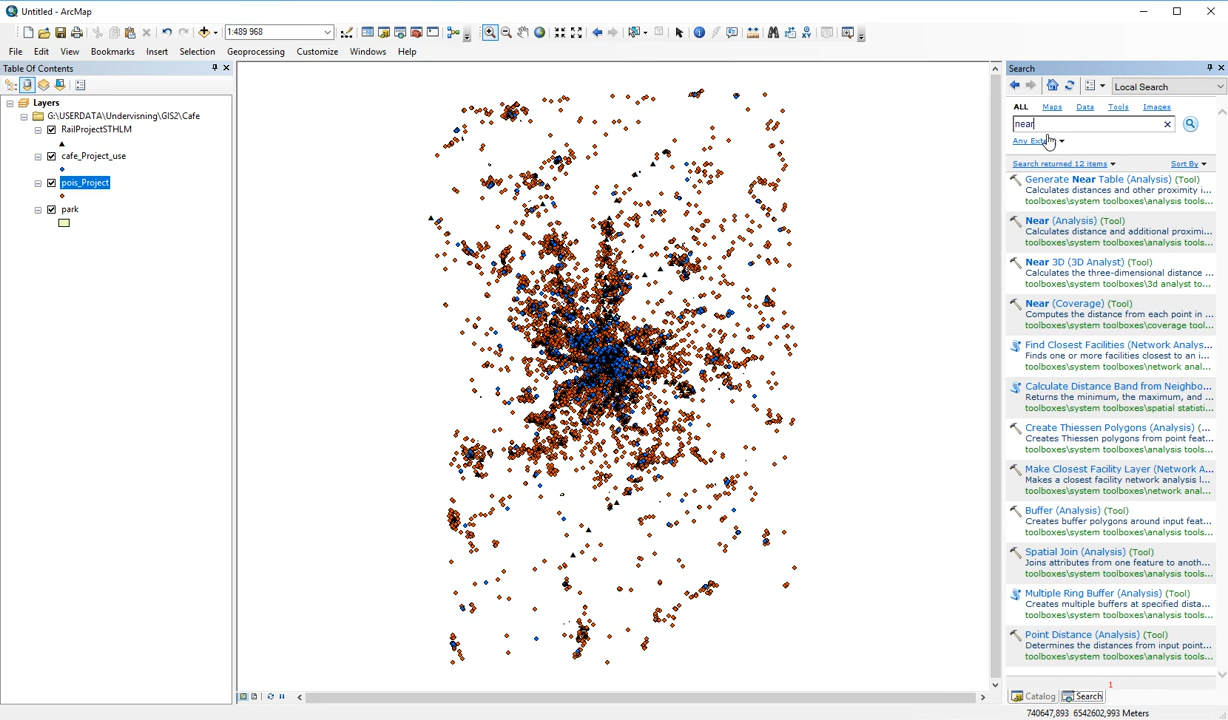 Untitled - ArcMap
1:489 968
File Edit View Bookmarks Insert Selection Geoprocessing Customize Windows Help
Table Of Contents
Layers
G:\USERDATA\Undervisning\GIS2\Cafe
RailProjectSTHLM
cafe_Project_use
pois_Project
park
Search
Local Search
ALL Maps Data Tools Images
near
Any Exte
Search returned 12 items Sort By
Generate Near Table (Analysis) (Tool)
Calculates distances and other proximity i...
toolboxes\system toolboxes\analysis tools...
Near (Analysis) (Tool)
Calculates distance and additional proximi...
toolboxes\system toolboxes\analysis tools...
Near 3D (3D Analyst) (Tool)
Calculates the three-dimensional distance ...
toolboxes\system toolboxes\3d analyst to...
Near (Coverage) (Tool)
Computes the distance from each point in ...
toolboxes\system toolboxes\coverage tool...
Find Closest Facilities (Network Analys...
Finds one or more facilities closest to an i...
toolboxes\system toolboxes\network anal...
Calculate Distance Band from Neighbo...
Returns the minimum, the maximum, and ...
toolboxes\system toolboxes\spatial statisti...
Create Thiessen Polygons (Analysis) (...
Creates Thiessen polygons from point feat...
toolboxes\system toolboxes\analysis tools...
Make Closest Facility Layer (Network A...
Makes a closest facility network analysis l...
toolboxes\system toolboxes\network anal...
Buffer (Analysis) (Tool)
Creates buffer polygons around input feat...
toolboxes\system toolboxes\analysis tools...
Spatial Join (Analysis) (Tool)
Joins attributes from one feature to anoth...
toolboxes\system toolboxes\analysis tools...
Multiple Ring Buffer (Analysis) (Tool)
Creates multiple buffers at specified dista...
toolboxes\system toolboxes\analysis tools...
Point Distance (Analysis) (Tool)
Determines the distances from input point...
toolboxes\system toolboxes\analysis tools...
1
Catalog Search
740647,893 6542602,993 Meters